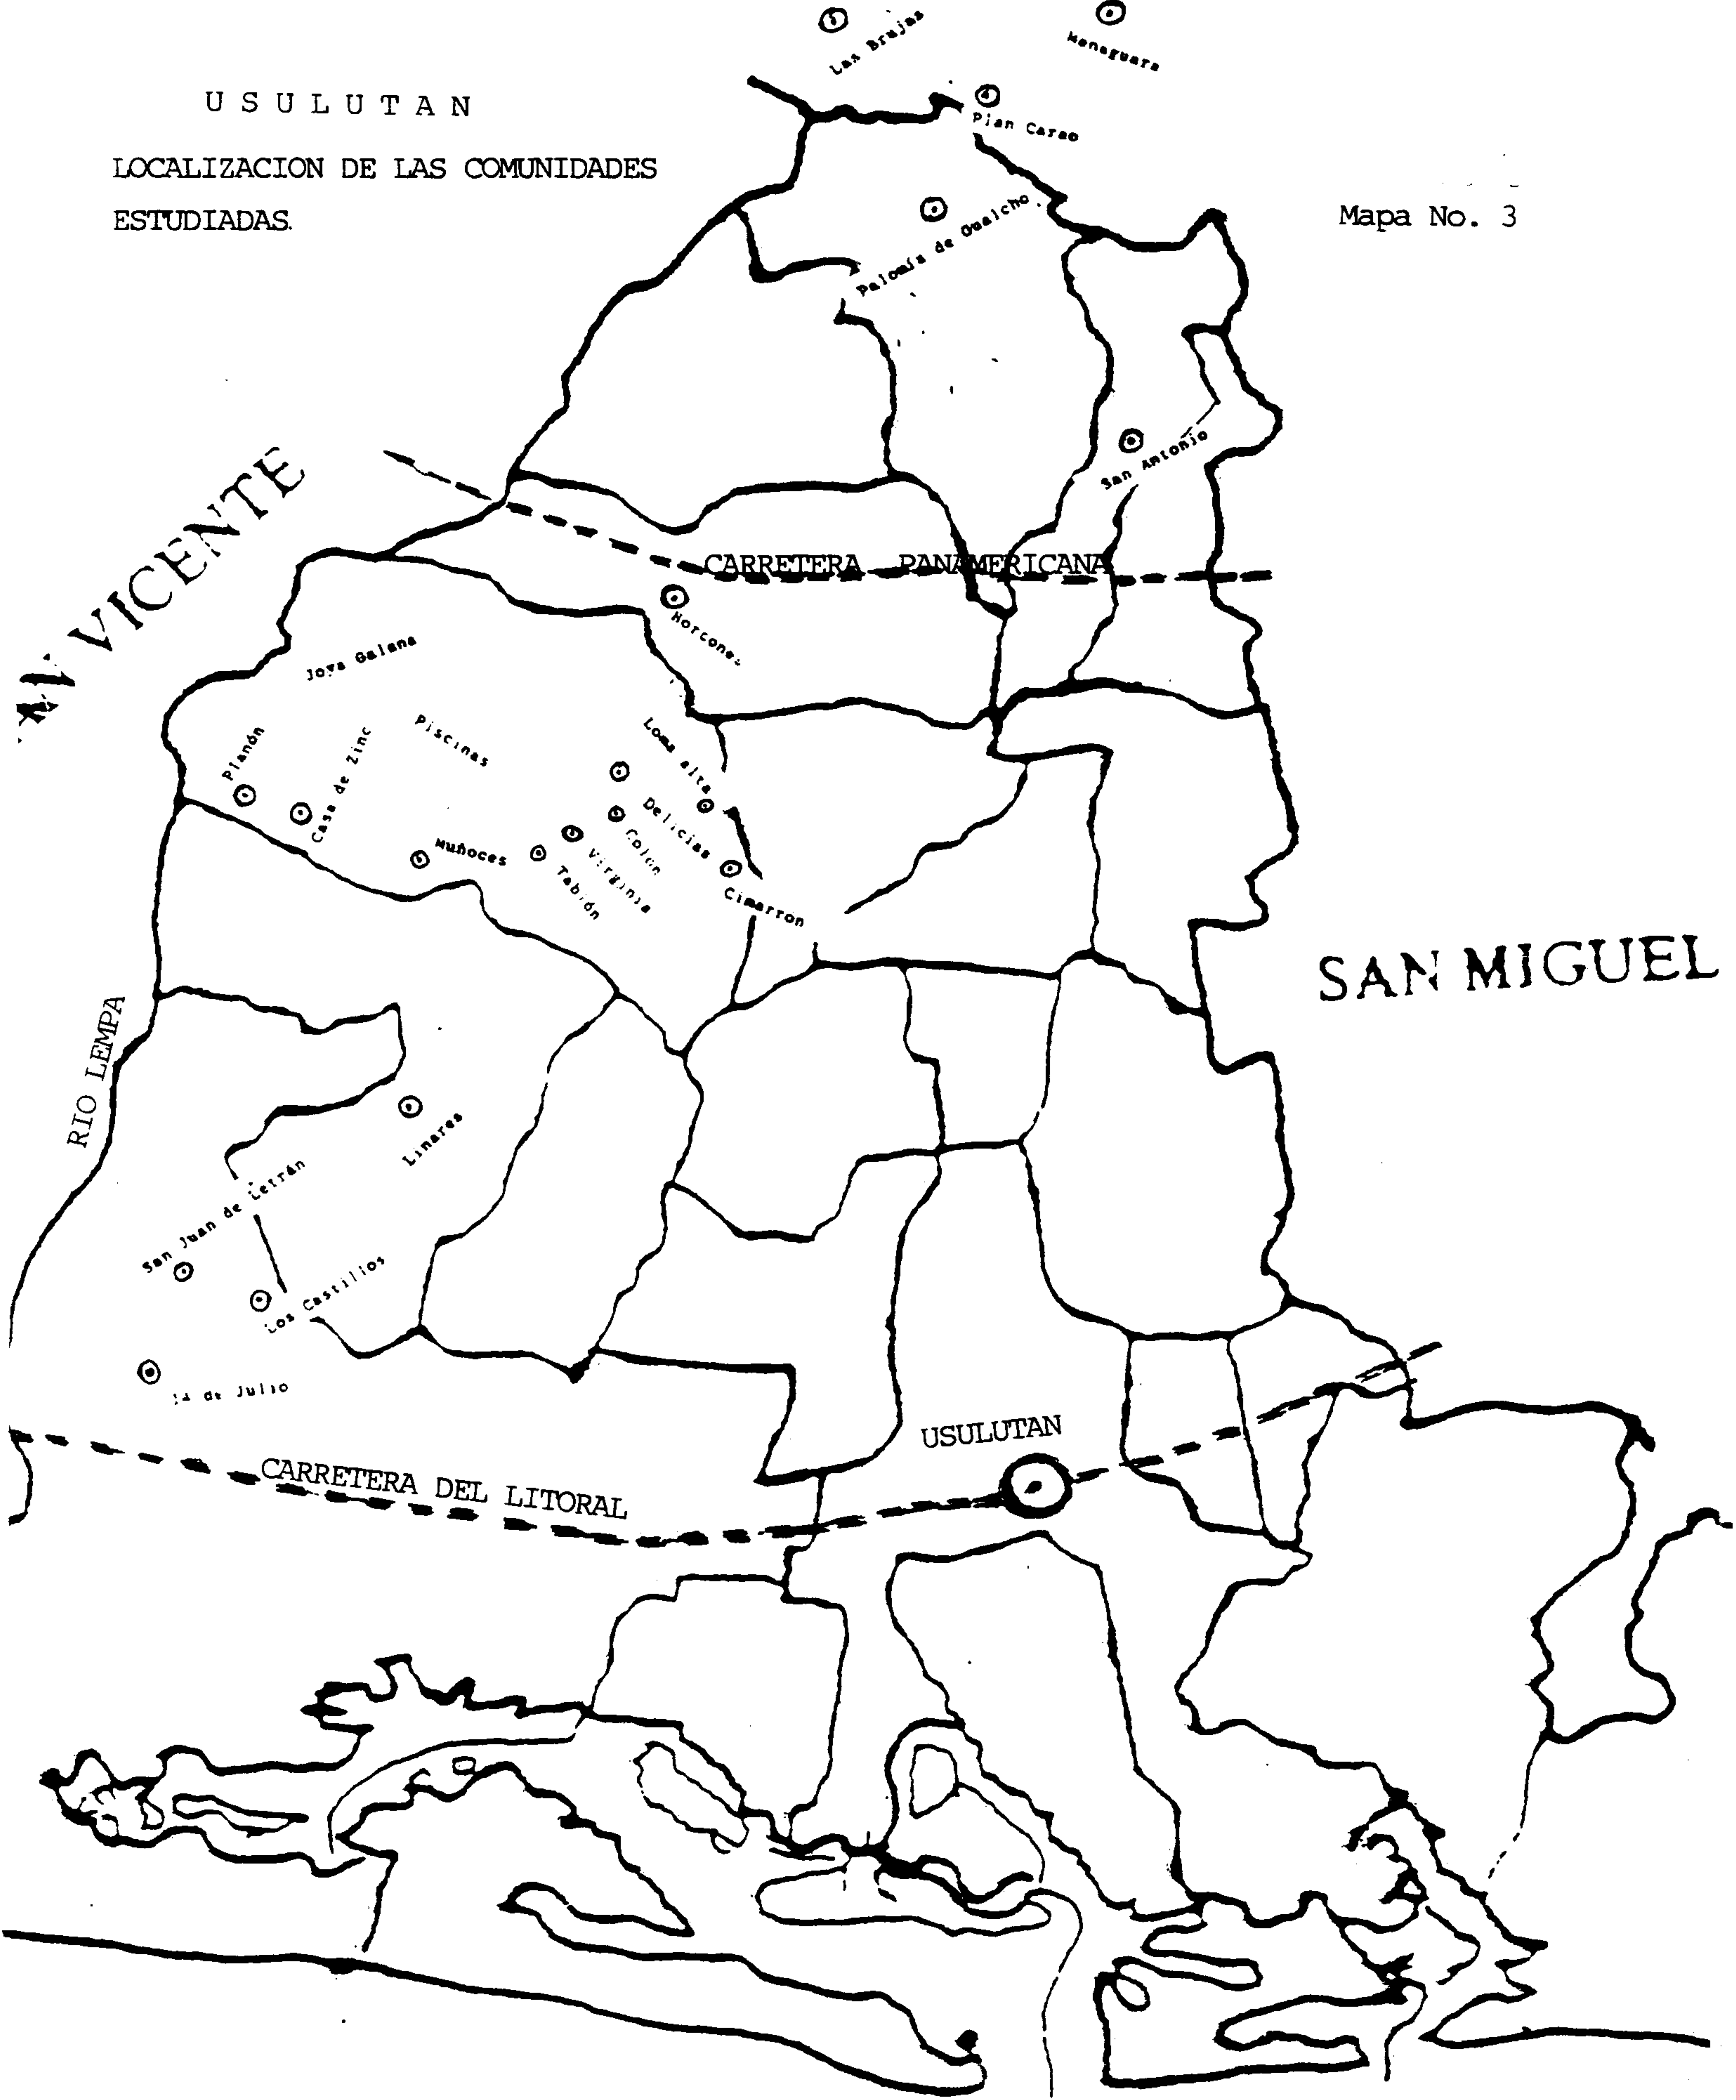 Las Brujas
Managuara
U S U L U T A N
Plan Carao
LOCALIZACION DE LAS COMUNIDADES
ESTUDIADAS.
Mapa No. 3
Palomía de Gualcho
San Antonio
SAN VICENTE
CARRETERA PANAMERICANA
Horcones
Joya Galana
Planón
Casa de Zinc
Piscinas
Loma alta
Delicias
Colón
Virginia
Tablón
Muñoces
Cimarron
SAN MIGUEL
RIO LEMPA
Linares
San Juan de Letrán
Los Castillos
14 de Julio
USULUTAN
CARRETERA DEL LITORAL